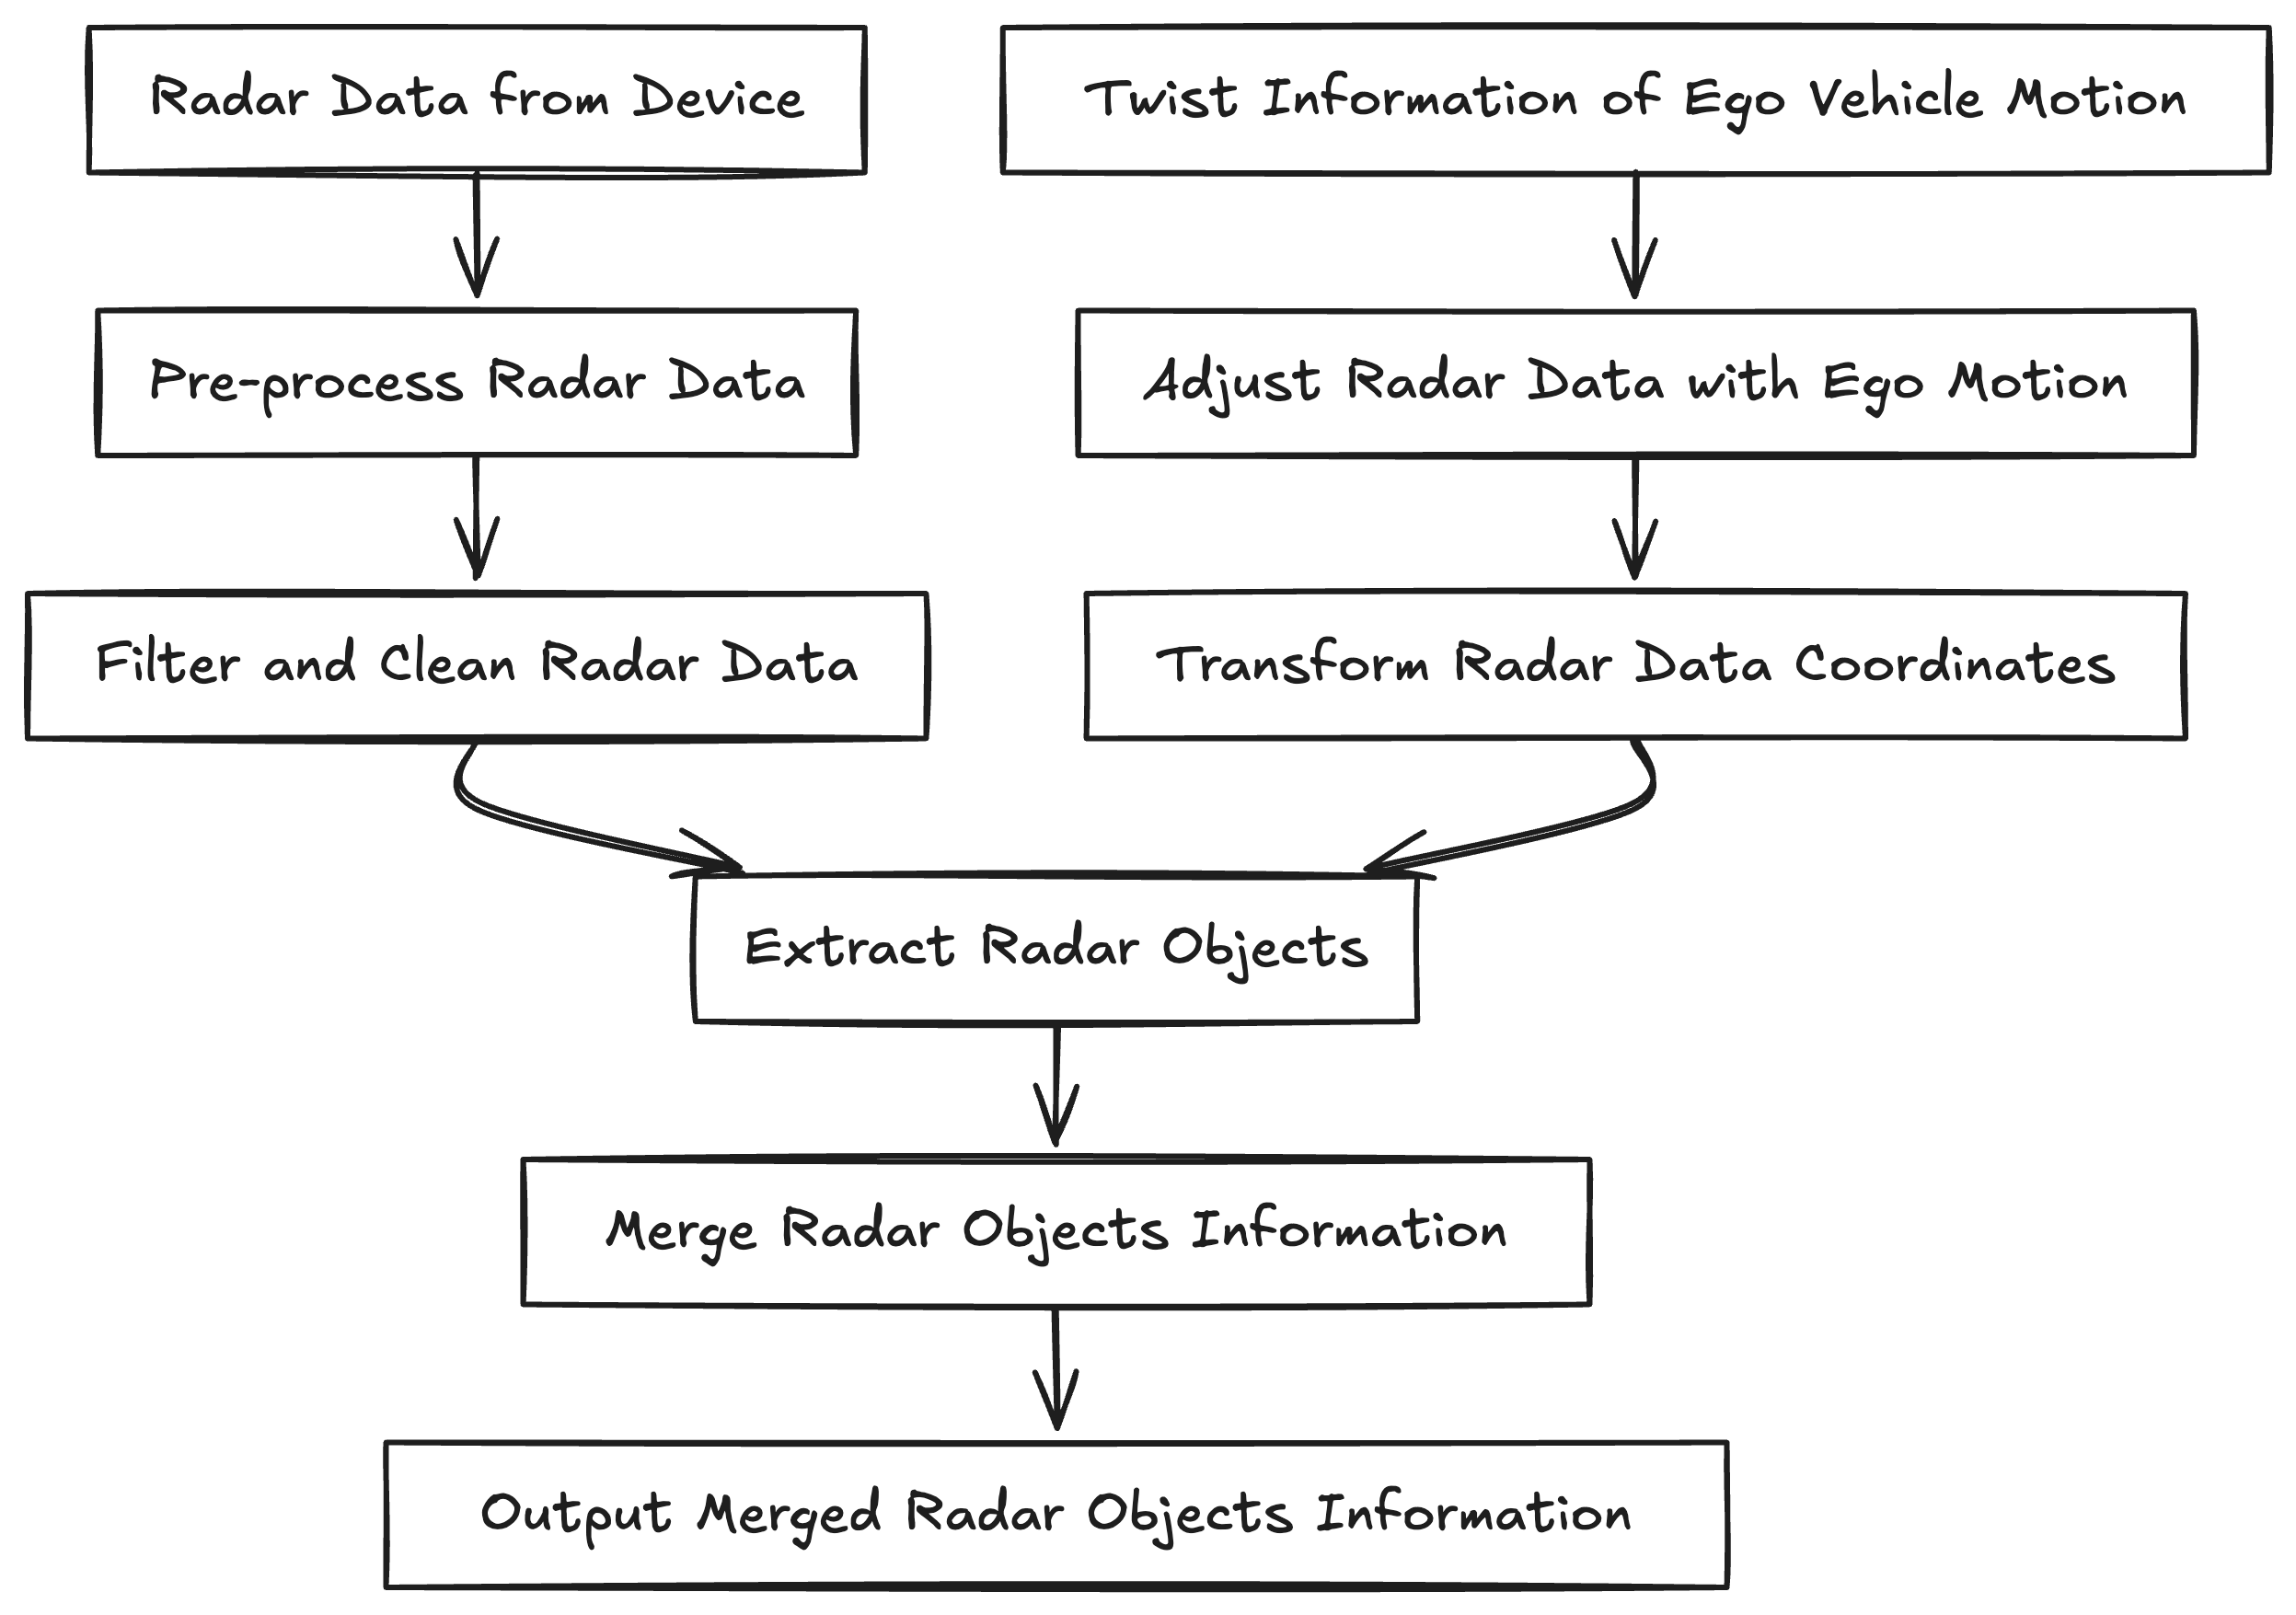 Radar Data from Device
Twist Information of Ego Vehicle Motion
Pre-process Radar Data
Adjust Radar Data with Ego Motion
Filter and Clean Radar Data
Transform Radar Data Coordinates
Extract Radar Objects
Merge Radar Objects Information
Output Merged Radar Objects Information